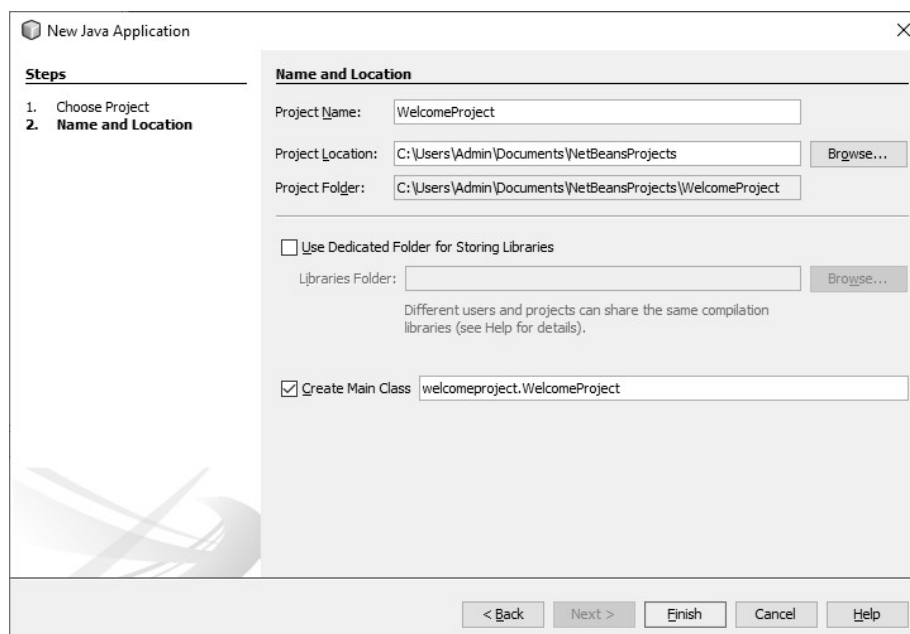 New Java Application
Steps
1. Choose Project
2. Name and Location
Name and Location
Project Name: WelcomeProject
Project Location: C:\Users\Admin\Documents\NetBeansProjects Browse...
Project Folder: C:\Users\Admin\Documents\NetBeansProjects\WelcomeProject
Use Dedicated Folder for Storing Libraries
Libraries Folder: Browse...
Different users and projects can share the same compilation
libraries (see Help for details).
Create Main Class welcomeproject.WelcomeProject
< Back Next > Finish Cancel Help